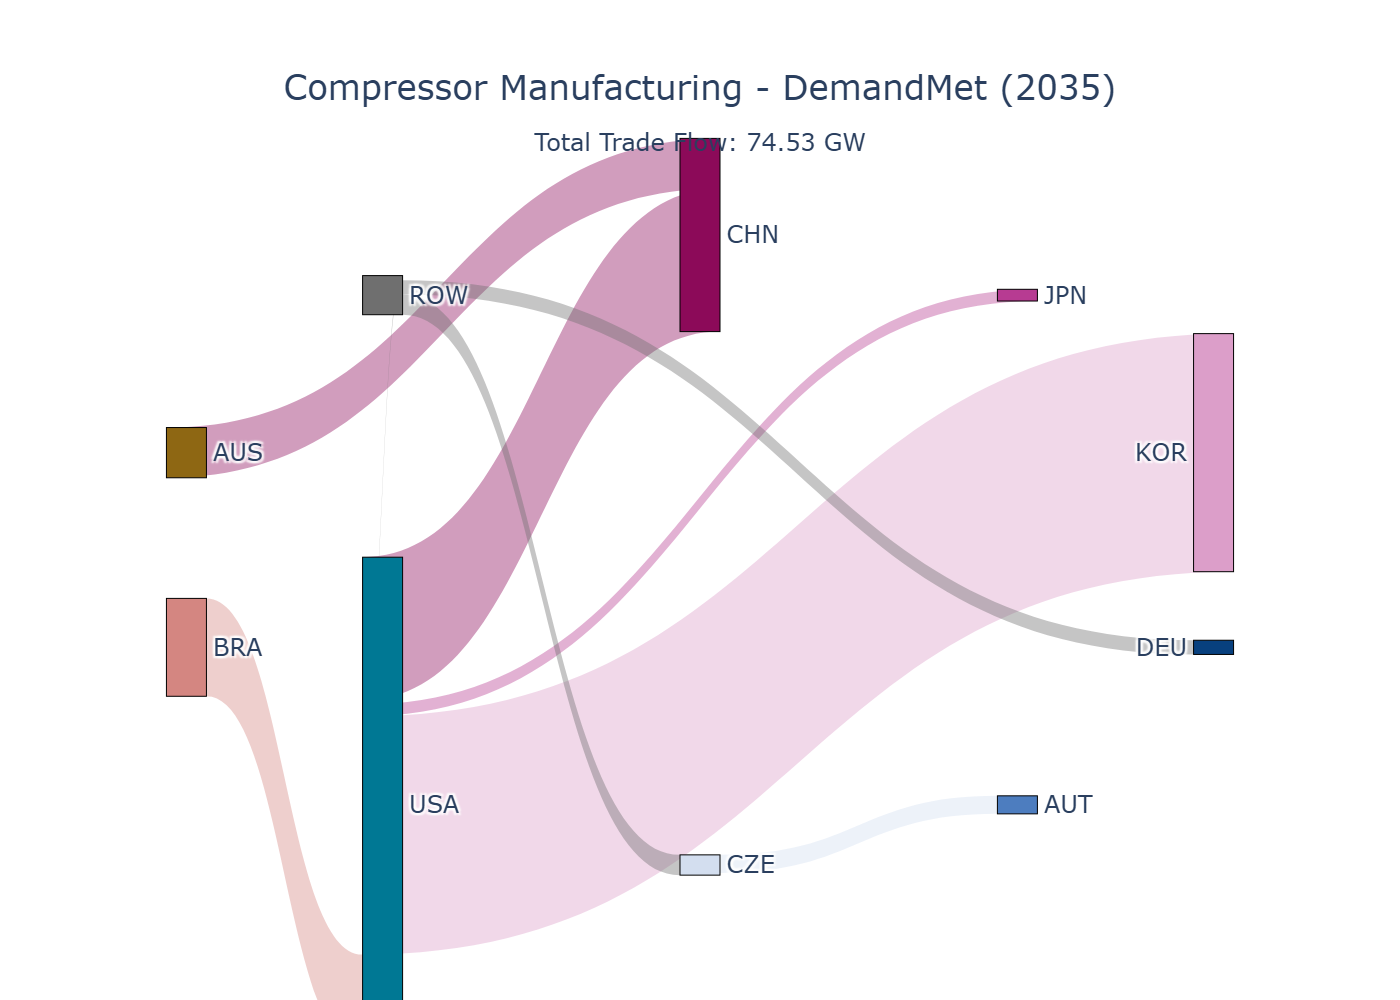 Compressor Manufacturing - DemandMet (2035)
Total Trade Flow: 74.53 GW
CHN
ROW
JPN
AUS
KOR
BRA
DEU
USA
AUT
CZE